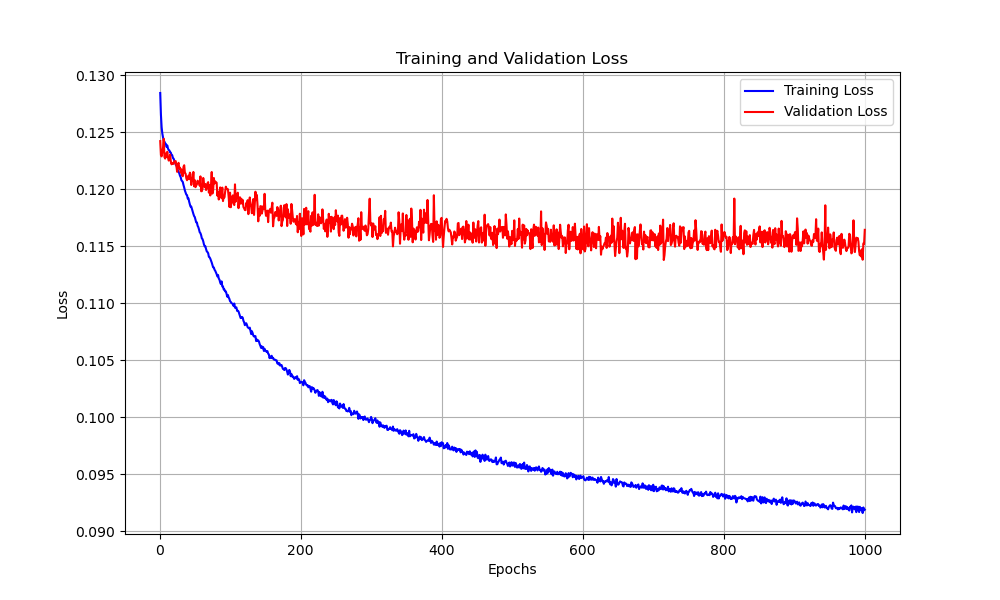 Training and Validation Loss
Training Loss
Validation Loss
0.130
0.125
0.120
0.115
0.110
0.105
0.100
0.095
0.090
Loss
0 200 400 600 800 1000
Epochs